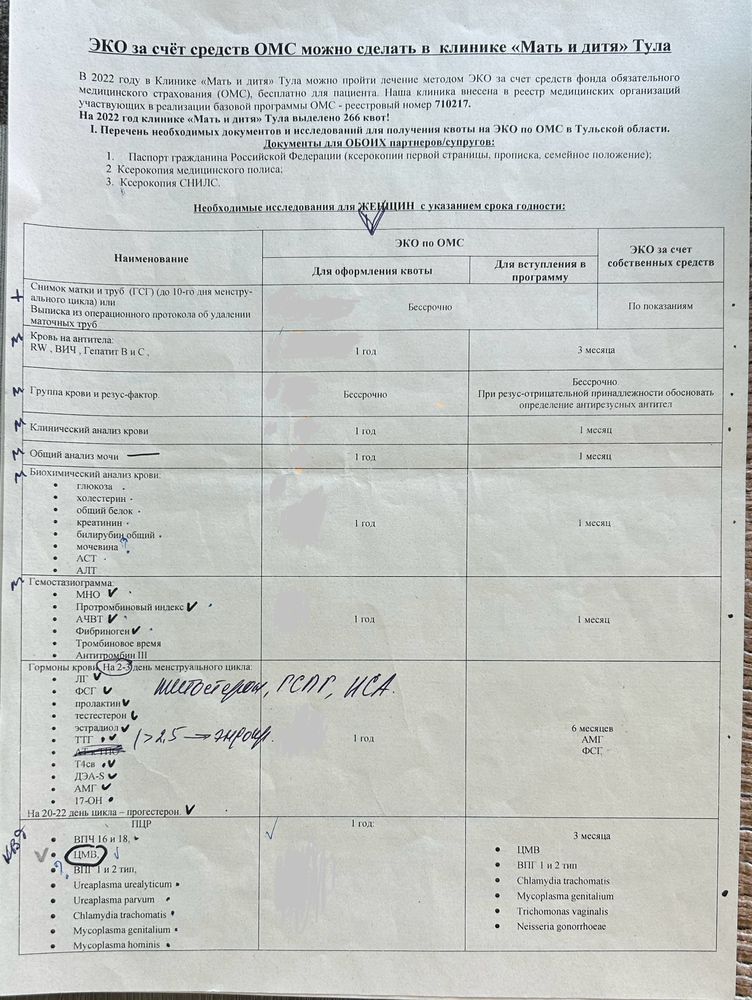 ЭКО за счёт средств ОМС можно сделать в клинике «Мать и дитя» Тула
В 2022 году в Клинике «Мать и дитя» Тула можно пройти лечение методом ЭКО за счет средств фонда обязательного
медицинского страхования (ОМС), бесплатно для пациента. Наша клиника внесена в реестр медицинских организаций
участвующих в реализации базовой программы ОМС - реестровый номер 710217.
На 2022 год клинике «Мать и дитя» Тула выделено 266 квот!
I. Перечень необходимых документов и исследований для получения квоты на ЭКО по ОМС в Тульской области.
Документы для ОБОИХ партнеров/супругов:
1. Паспорт гражданина Российской Федерации (ксерокопии первой страницы, прописка, семейное положение);
2 Ксерокопия медицинского полиса;
3. Ксерокопия СНИЛС.
Необходимые исследования для ЖЕНЩИН с указанием срока годности:
Наименование
ЭКО по ОМС
ЭКО за счет
собственных средств
Для оформления квоты
Для вступления в
программу
Снимок матки и труб (ГСГ) (до 10-го дня менстру-
ального цикла) или
Выписка из операционного протокола об удалении
маточных труб
Бессрочно
По показаниям
Кровь на антитела:
RW , ВИЧ , Гепатит В и С ,
1 год
3 месяца
Группа крови и резус-фактор
Бессрочно
Бессрочно
При резус-отрицательной принадлежности обосновать
определение антирезусных антител
Клинический анализ крови
1 год
1 месяц
Общий анализ мочи
1 год
1 месяц
Биохимический анализ крови:
• глюкоза
• холестерин
• общий белок
• креатинин
• билирубин общий
• мочевина
• АСТ
• АЛТ
1 год
1 месяц
Гемостазиограмма:
• МНО
• Протромбиновый индекс
• АЧВТ
• Фибриноген
• Тромбиновое время
• Антитромбин III
1 год
1 месяц
Гормоны крови На 2-3 день менструального цикла:
• ЛГ
• ФСГ
• пролактин
• тестестерон
• эстрадиол
• ТТГ
• Т4св
• ДЭА-S
• АМГ
• 17-ОН
На 20-22 день цикла – прогестерон.
тестостерон, ГСПГ, ИСА.
>2,5
1 год
6 месяцев
АМГ
ФСГ
ПЦР
• ВПЧ 16 и 18,
• ЦМВ,
• ВПГ 1 и 2 тип,
• Ureaplasma urealyticum
• Ureaplasma parvum
• Chlamydia trachomatis
• Mycoplasma genitalium
• Mycoplasma hominis
1 год:
3 месяца
• ЦМВ
• ВПГ 1 и 2 тип
• Chlamydia trachomatis
• Mycoplasma genitalium
• Trichomonas vaginalis
• Neisseria gonorrhoeae